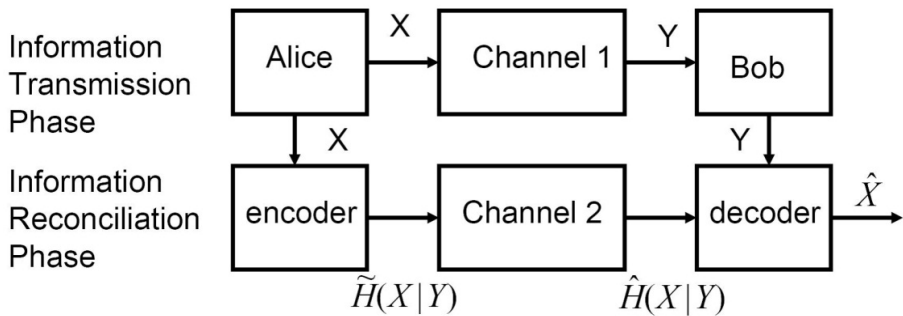 Information
Transmission
Phase
Alice
X
Channel 1
Y
Bob
X
Y
Information
Reconciliation
Phase
encoder
Channel 2
decoder
X̂
H̃(X|Y)
Ĥ(X|Y)